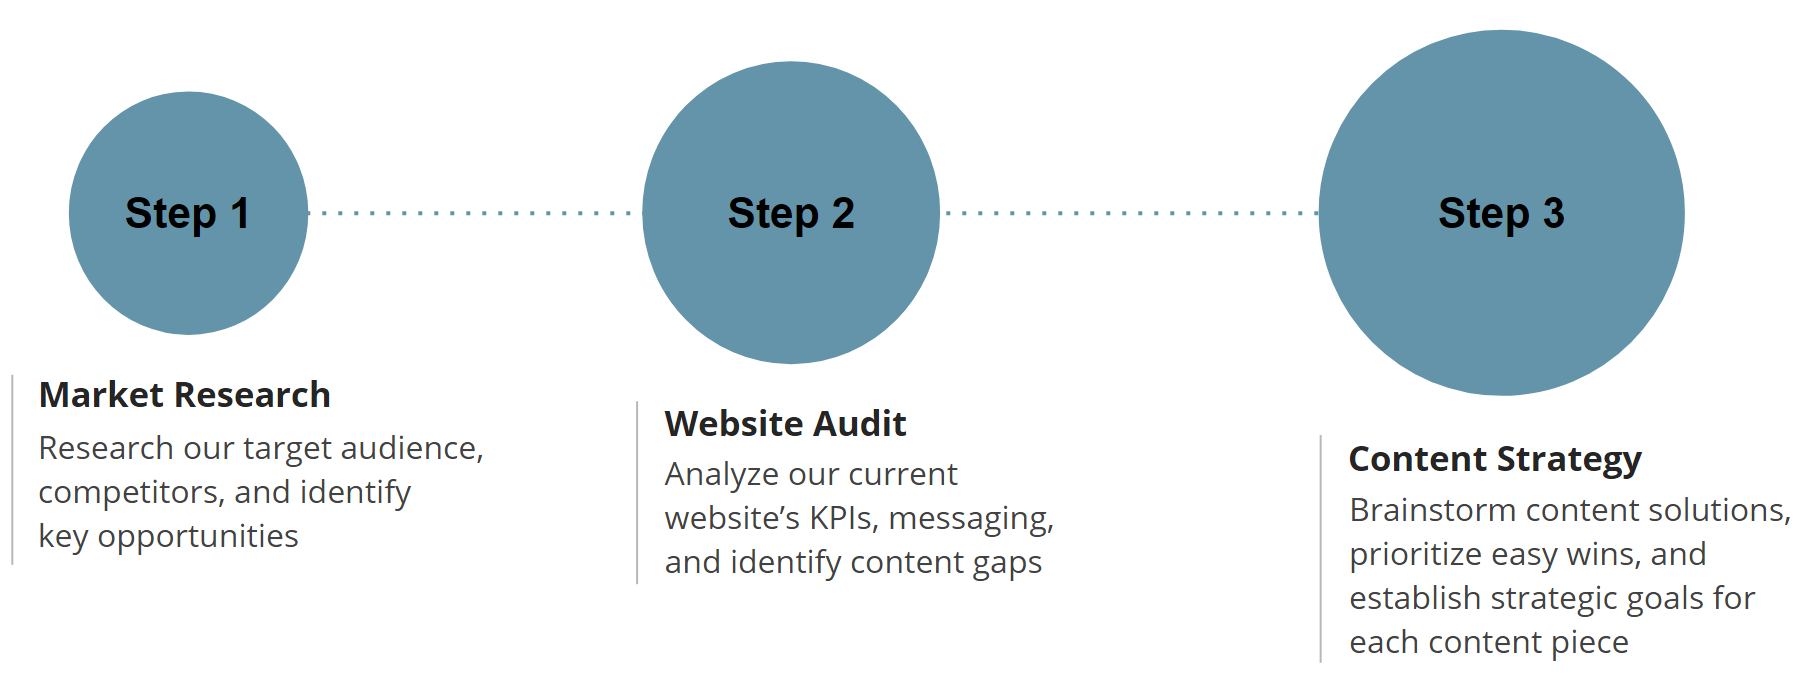 Step 1
Step 2
Step 3
Market Research
Research our target audience,
competitors, and identify
key opportunities
Website Audit
Analyze our current
website’s KPIs, messaging,
and identify content gaps
Content Strategy
Brainstorm content solutions,
prioritize easy wins, and
establish strategic goals for
each content piece